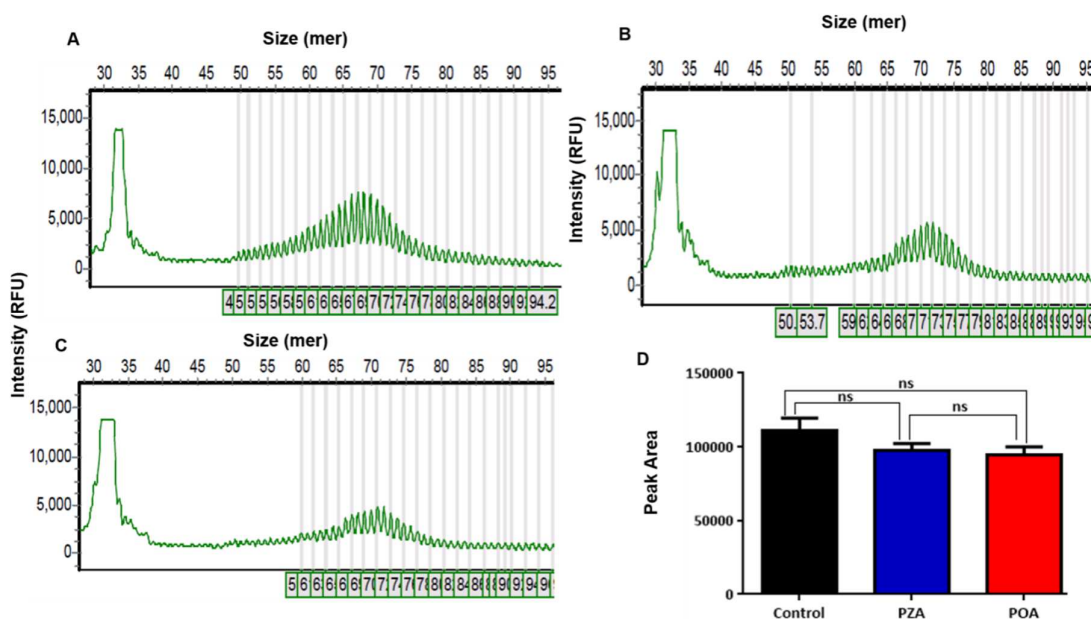 A
Size (mer)
30 35 40 45 50 55 60 65 70 75 80 85 90 95
15,000
10,000
5,000
0
94.2
B
Size (mer)
30 35 40 45 50 55 60 65 70 75 80 85 90 95
Intensity (RFU)
15,000
10,000
5,000
0
50. 53.7 59
Intensity (RFU)
C
Size (mer)
30 35 40 45 50 55 60 65 70 75 80 85 90 95
15,000
10,000
5,000
0
D
Peak Area
150000
100000
50000
0
ns
ns
ns
Control PZA POA